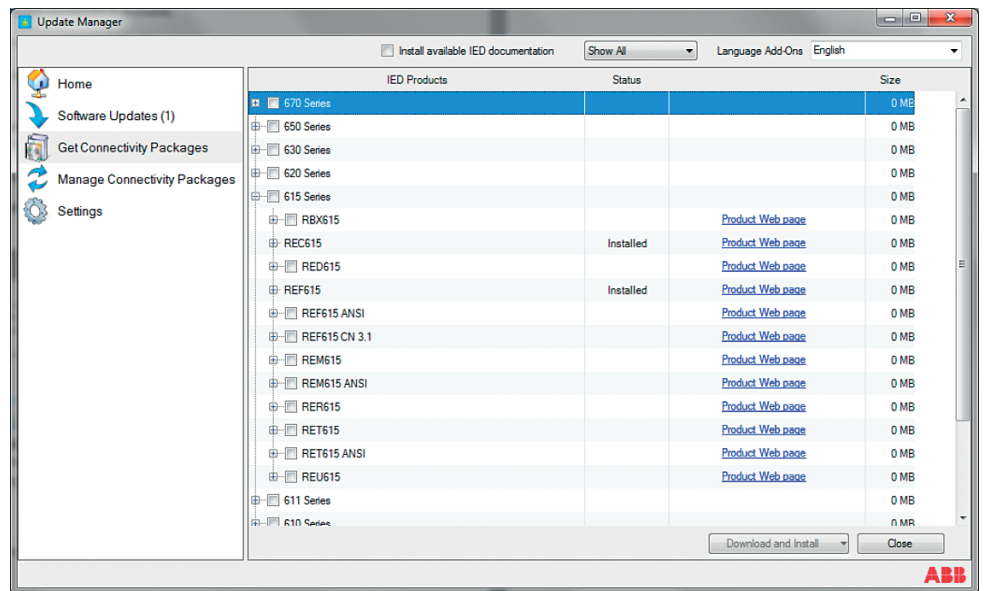 Update Manager
Install available IED documentation Show All Language Add-Ons English
Home
Software Updates (1)
Get Connectivity Packages
Manage Connectivity Packages
Settings
IED Products Status Size
670 Series 0 MB
650 Series 0 MB
630 Series 0 MB
620 Series 0 MB
615 Series 0 MB
RBX615 Product Web page 0 MB
REC615 Installed Product Web page 0 MB
RED615 Product Web page 0 MB
REF615 Installed Product Web page 0 MB
REF615 ANSI Product Web page 0 MB
REF615 CN 3.1 Product Web page 0 MB
REM615 Product Web page 0 MB
REM615 ANSI Product Web page 0 MB
RER615 Product Web page 0 MB
RET615 Product Web page 0 MB
RET615 ANSI Product Web page 0 MB
REU615 Product Web page 0 MB
611 Series 0 MB
610 Series 0 MB
Download and Install Close
ABB